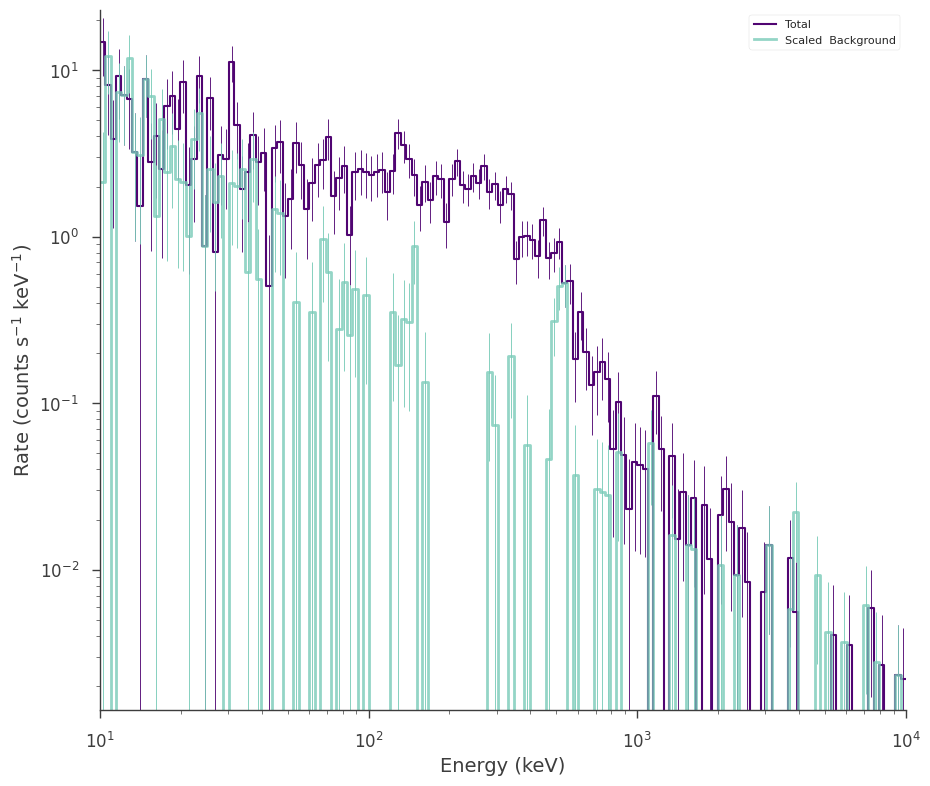 Total
Scaled  Background
10¹
10⁰
10⁻¹
10⁻²
Rate (counts s⁻¹ keV⁻¹)
10¹ 10² 10³ 10⁴
Energy (keV)